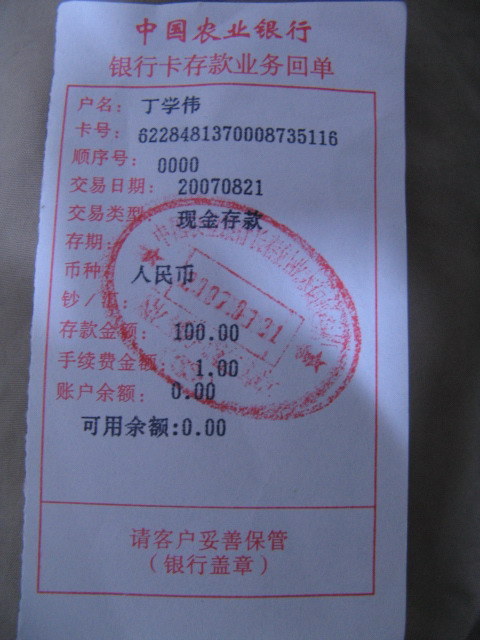 中国农业银行
银行卡存款业务回单
户名: 丁学伟
卡号: 6228481370008735116
顺序号: 0000
交易日期: 20070821
交易类型: 现金存款
存期:
币种: 人民币
钞/汇:
存款金额: 100.00
手续费金额: 1.00
账户余额: 0.00
可用余额:0.00
请客户妥善保管
(银行盖章)